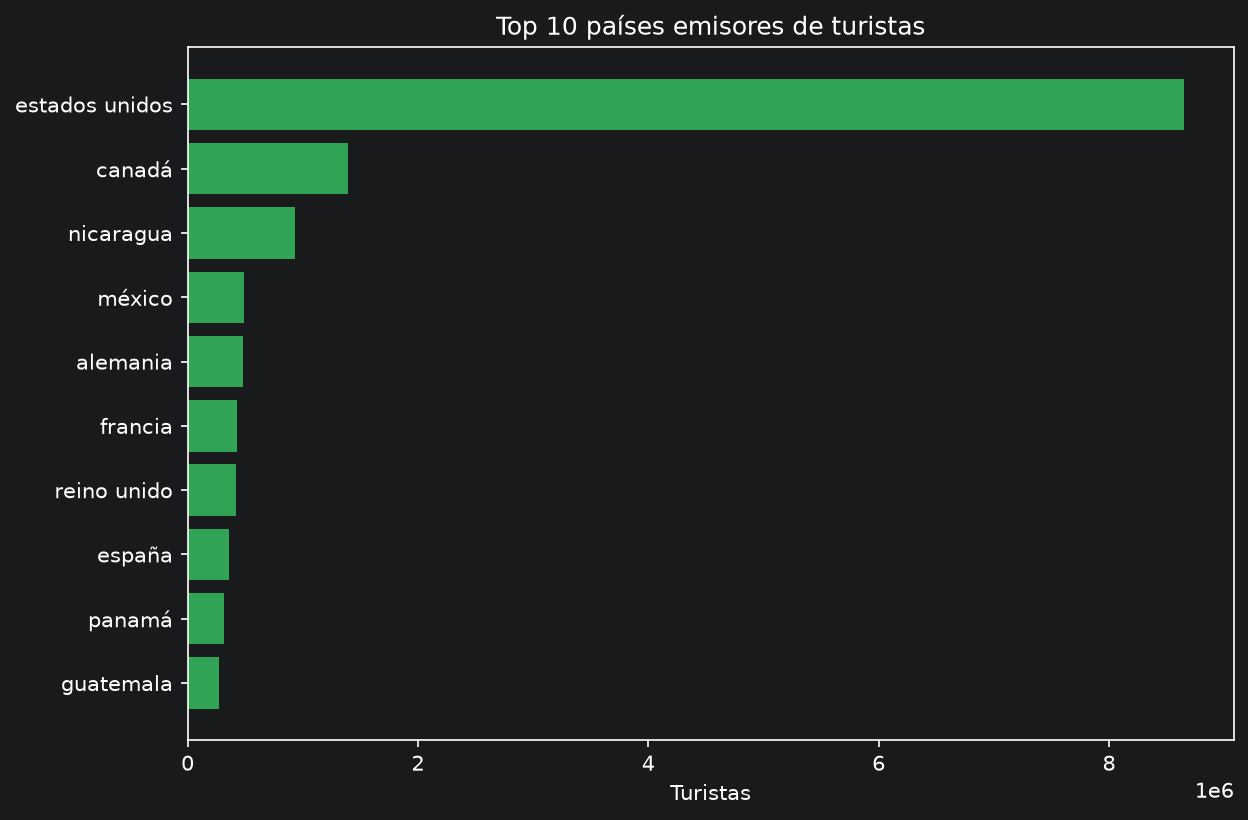 Top 10 países emisores de turistas
estados unidos
canadá
nicaragua
méxico
alemania
francia
reino unido
españa
panamá
guatemala
0 2 4 6 8
1e6
Turistas